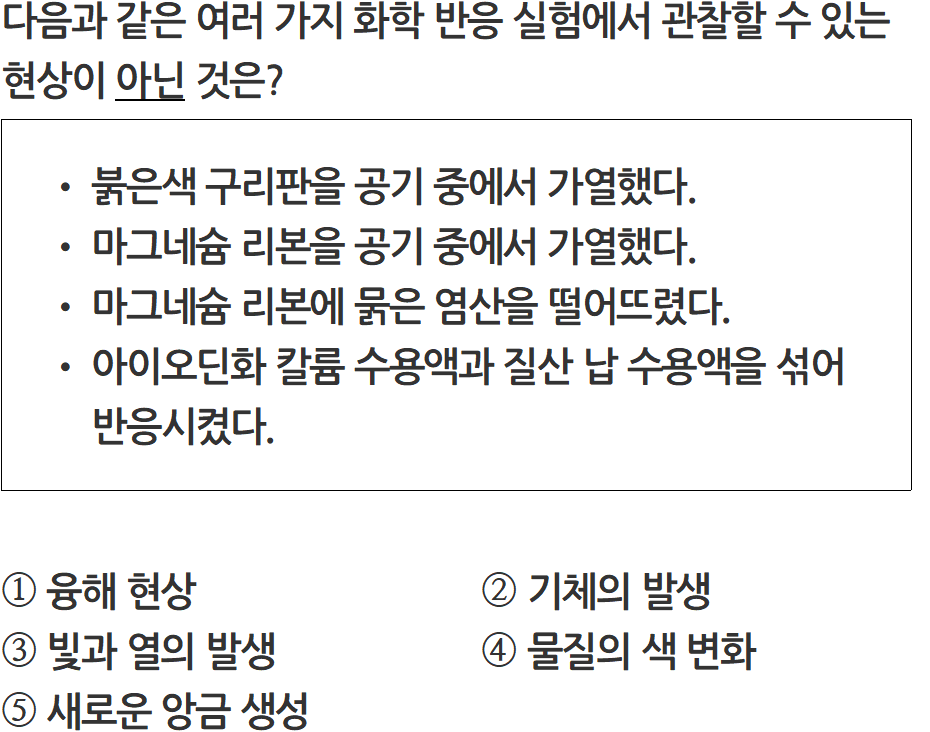 다음과 같은 여러 가지 화학 반응 실험에서 관찰할 수 있는
현상이 아닌 것은?
• 붉은색 구리판을 공기 중에서 가열했다.
• 마그네슘 리본을 공기 중에서 가열했다.
• 마그네슘 리본에 묽은 염산을 떨어뜨렸다.
• 아이오딘화 칼륨 수용액과 질산 납 수용액을 섞어
반응시켰다.
① 융해 현상 ② 기체의 발생
③ 빛과 열의 발생 ④ 물질의 색 변화
⑤ 새로운 앙금 생성